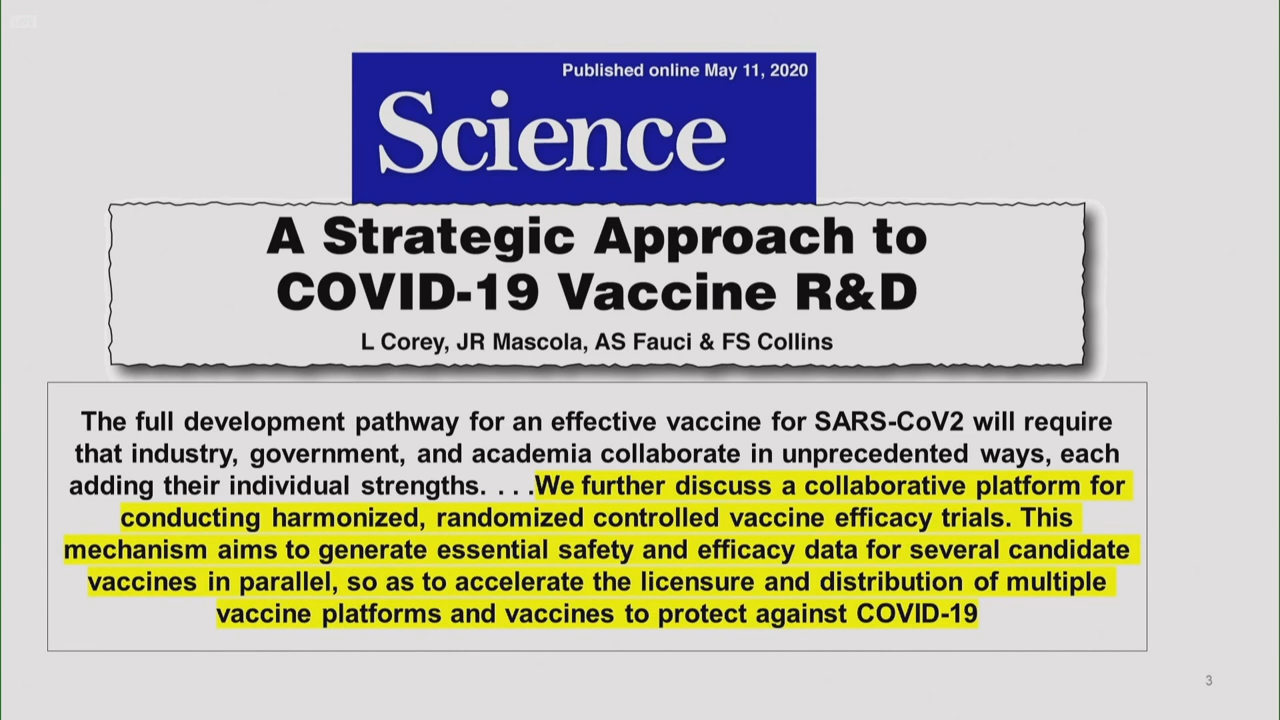 Published online May 11, 2020
Science
A Strategic Approach to
COVID-19 Vaccine R&D
L Corey, JR Mascola, AS Fauci & FS Collins
The full development pathway for an effective vaccine for SARS-CoV2 will require
that industry, government, and academia collaborate in unprecedented ways, each
adding their individual strengths. . . .We further discuss a collaborative platform for
conducting harmonized, randomized controlled vaccine efficacy trials. This
mechanism aims to generate essential safety and efficacy data for several candidate
vaccines in parallel, so as to accelerate the licensure and distribution of multiple
vaccine platforms and vaccines to protect against COVID-19
3